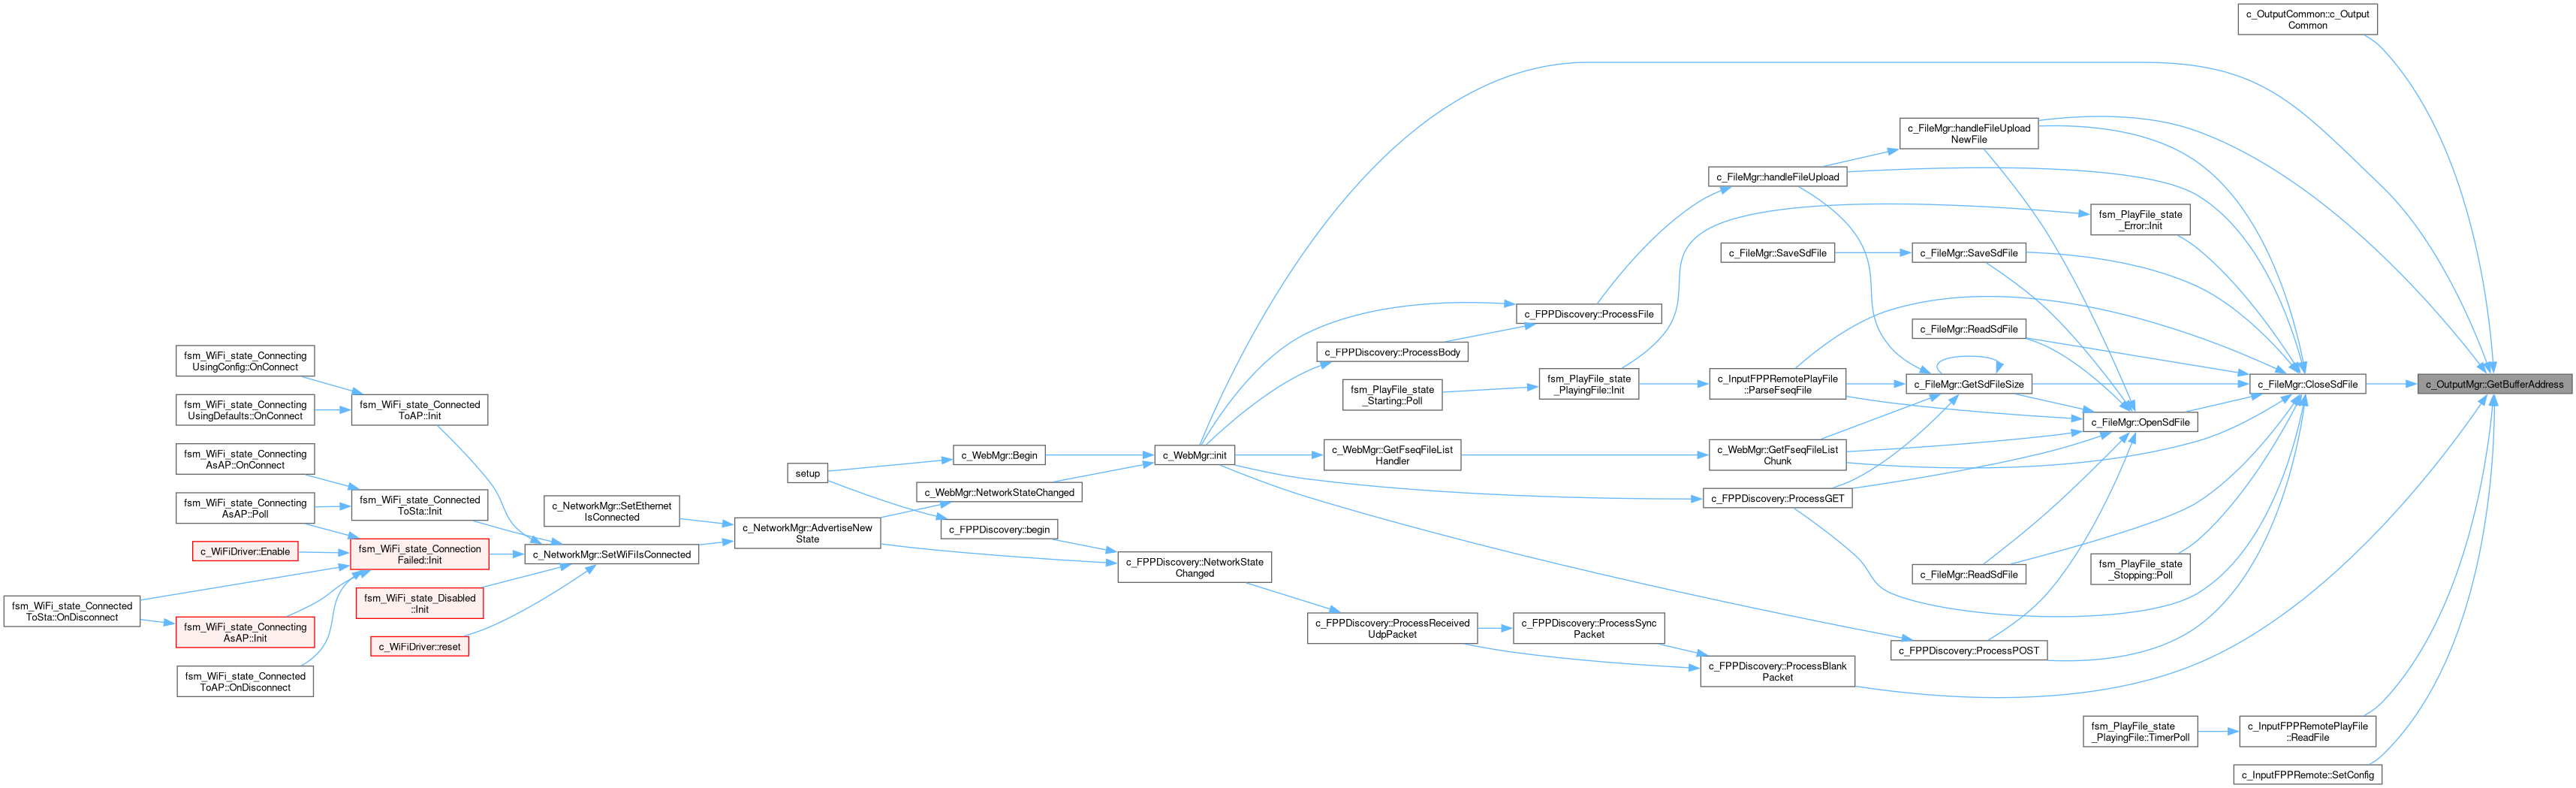 c_OutputCommon::c_Output
Common
c_FileMgr::handleFileUpload
NewFile
c_FileMgr::handleFileUpload
fsm_PlayFile_state
_Error::Init
c_FileMgr::SaveSdFile
c_FileMgr::SaveSdFile
c_FPPDiscovery::ProcessFile
c_FileMgr::ReadSdFile
c_FPPDiscovery::ProcessBody
fsm_WiFi_state_Connecting
UsingConfig::OnConnect
fsm_PlayFile_state
_Starting::Poll
fsm_PlayFile_state
_PlayingFile::Init
c_InputFPPRemotePlayFile
::ParseFseqFile
c_FileMgr::GetSdFileSize
c_FileMgr::CloseSdFile
c_OutputMgr::GetBufferAddress
fsm_WiFi_state_Connecting
UsingDefaults::OnConnect
fsm_WiFi_state_Connected
ToAP::Init
c_FileMgr::OpenSdFile
fsm_WiFi_state_Connecting
AsAP::OnConnect
setup
c_WebMgr::Begin
c_WebMgr::init
c_WebMgr::GetFseqFileList
Handler
c_WebMgr::GetFseqFileList
Chunk
c_WebMgr::NetworkStateChanged
c_FPPDiscovery::ProcessGET
fsm_WiFi_state_Connecting
AsAP::Poll
fsm_WiFi_state_Connected
ToSta::Init
c_NetworkMgr::SetEthernet
IsConnected
c_NetworkMgr::AdvertiseNew
State
c_FPPDiscovery::begin
c_WiFiDriver::Enable
fsm_WiFi_state_Connection
Failed::Init
c_NetworkMgr::SetWiFiIsConnected
c_FPPDiscovery::NetworkState
Changed
c_FileMgr::ReadSdFile
fsm_PlayFile_state
_Stopping::Poll
fsm_WiFi_state_Connected
ToSta::OnDisconnect
fsm_WiFi_state_Disabled
::Init
fsm_WiFi_state_Connecting
AsAP::Init
c_WiFiDriver::reset
c_FPPDiscovery::ProcessReceived
UdpPacket
c_FPPDiscovery::ProcessSync
Packet
c_FPPDiscovery::ProcessPOST
fsm_WiFi_state_Connected
ToAP::OnDisconnect
c_FPPDiscovery::ProcessBlank
Packet
fsm_PlayFile_state
_PlayingFile::TimerPoll
c_InputFPPRemotePlayFile
::ReadFile
c_InputFPPRemote::SetConfig